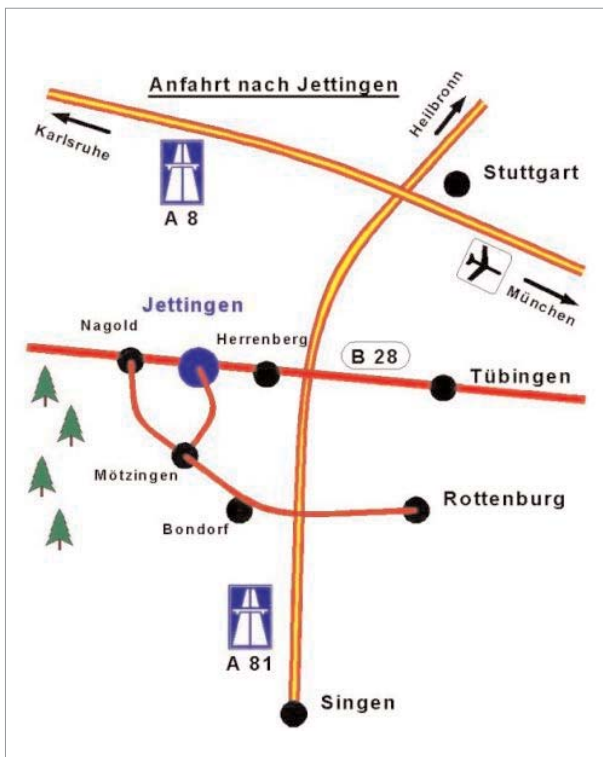 Anfahrt nach Jettingen
Heilbronn
Karlsruhe
Stuttgart
A 8
München
Jettingen
Nagold
Herrenberg
B 28
Tübingen
Mötzingen
Rottenburg
Bondorf
A 81
Singen